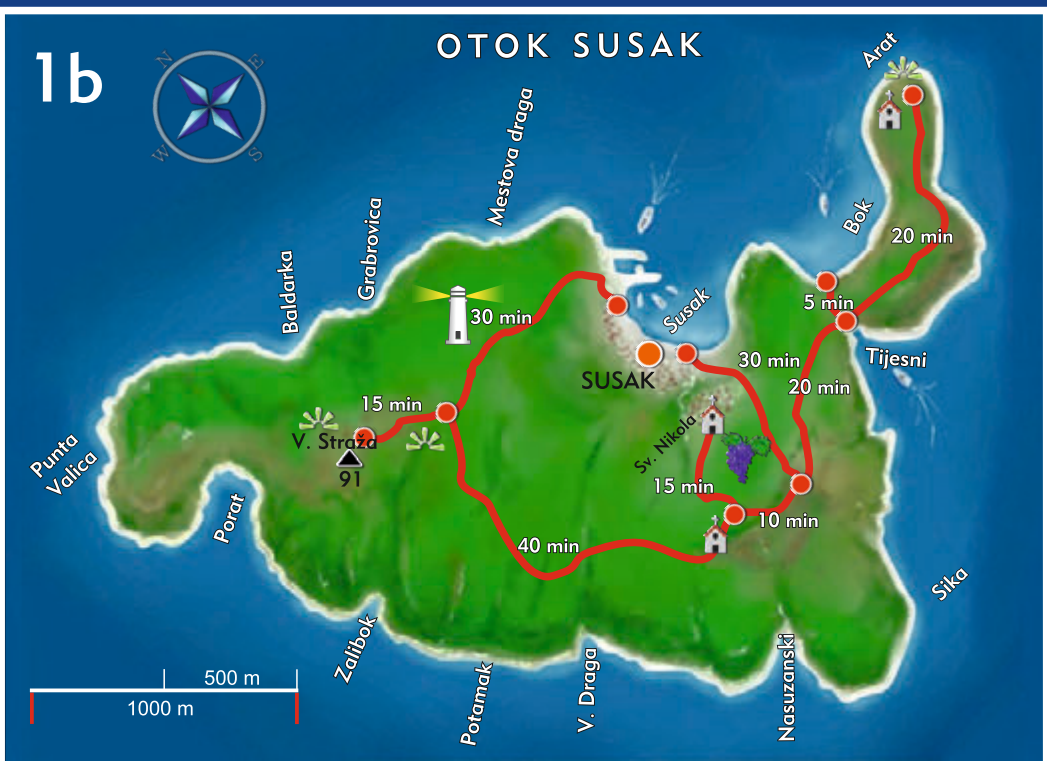 OTOK SUSAK
1b
N
E
W
S
Arat
Mestova draga
Bok
Grabrovica
20 min
Baldarka
5 min
Susak
30 min
Tijesni
30 min
SUSAK
20 min
15 min
Sv. Nikola
V. Straža
91
Punta
Valica
15 min
Porat
10 min
40 min
Sika
Zalibok
Potamak
V. Draga
Nasuzanski
500 m
1000 m